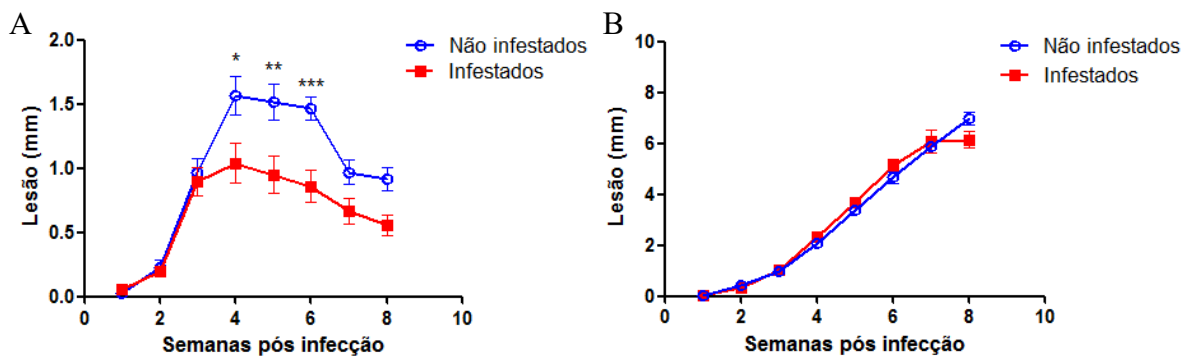 A
Lesão (mm)
2.0
1.5
1.0
0.5
0.0
* ** ***
Não infestados
Infestados
0 2 4 6 8 10
Semanas pós infecção
B
Lesão (mm)
10
8
6
4
2
0
Não infestados
Infestados
0 2 4 6 8 10
Semanas pós infecção